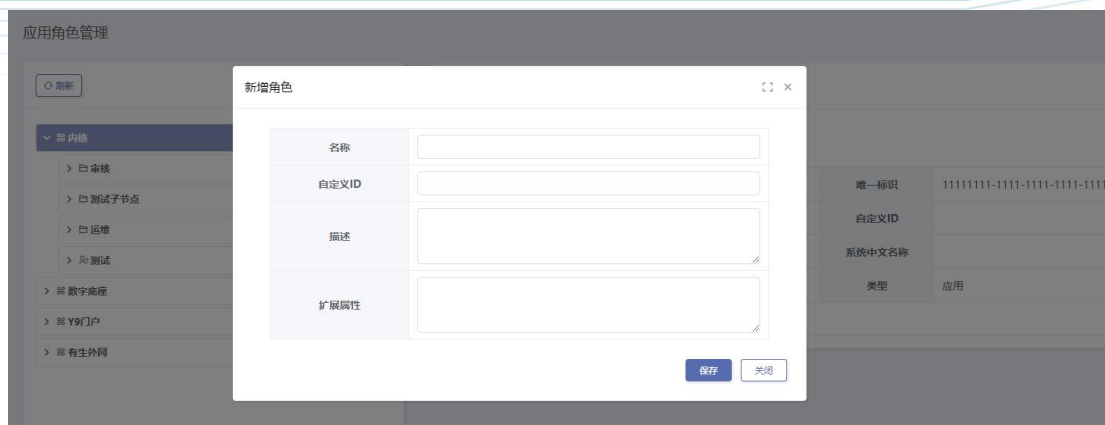 应用角色管理
刷新
新增角色
内核
审核
测试子节点
运维
测试
数字底座
Y9门户
有生外网
名称
自定义ID
描述
扩展属性
保存
关闭
唯一标识 11111111-1111-1111-1111-1111
自定义ID
系统中文名称
类型 应用